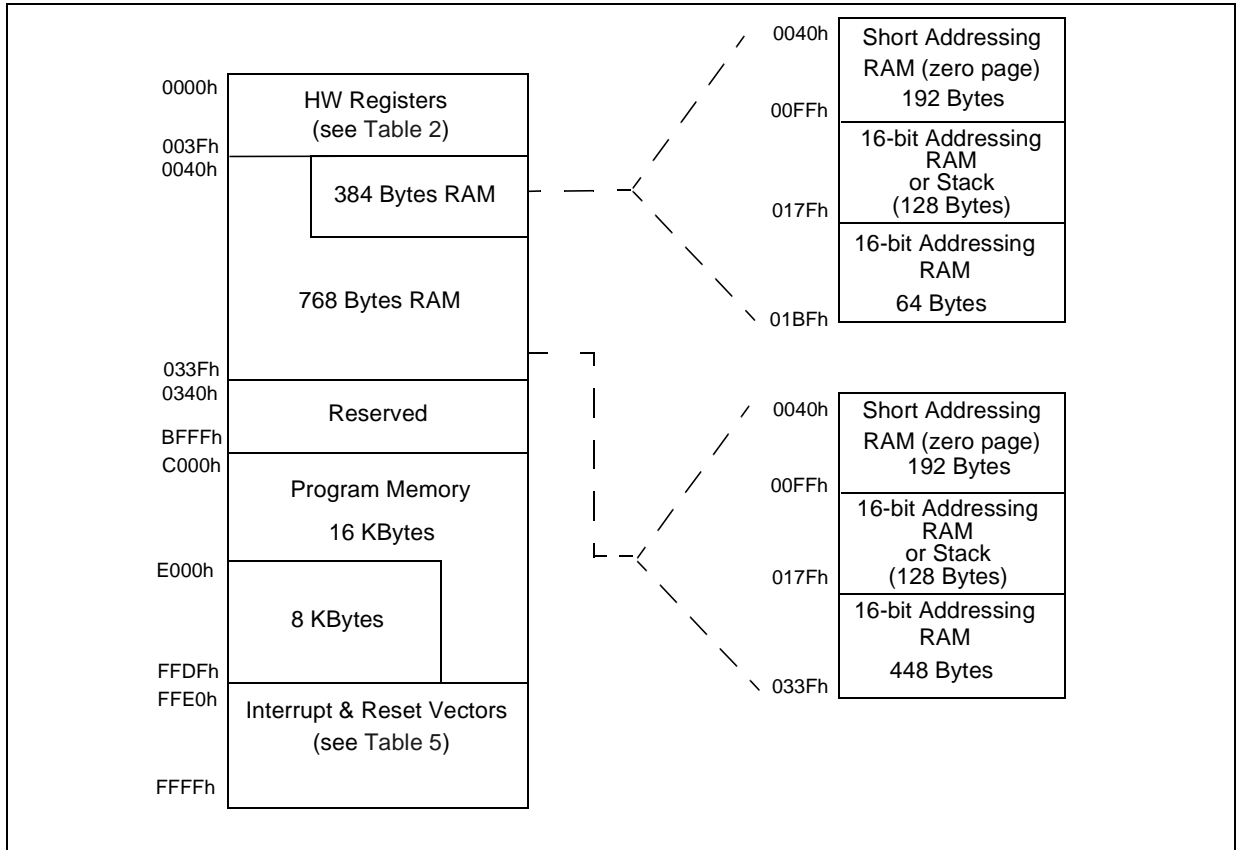 0000h
HW Registers
(see Table 2)
003Fh
0040h
384 Bytes RAM
768 Bytes RAM
033Fh
0340h
Reserved
BFFFh
C000h
Program Memory
16 KBytes
E000h
8 KBytes
FFDFh
FFE0h
Interrupt & Reset Vectors
(see Table 5)
FFFFh
0040h
Short Addressing
RAM (zero page)
192 Bytes
00FFh
16-bit Addressing
RAM
or Stack
(128 Bytes)
017Fh
16-bit Addressing
RAM
64 Bytes
01BFh
0040h
Short Addressing
RAM (zero page)
192 Bytes
00FFh
16-bit Addressing
RAM
or Stack
(128 Bytes)
017Fh
16-bit Addressing
RAM
448 Bytes
033Fh